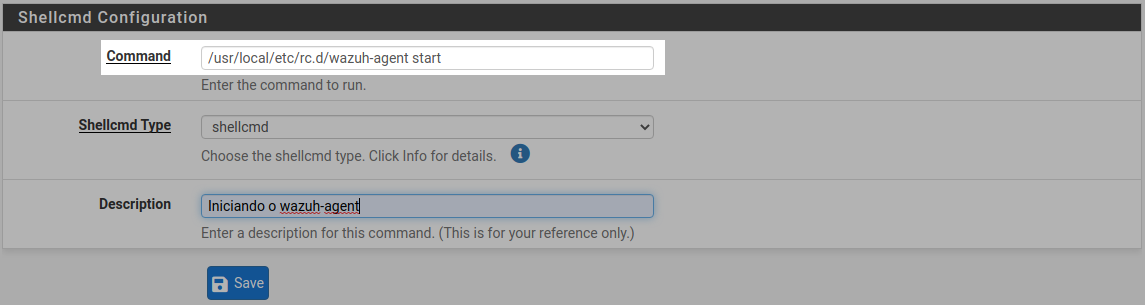 Shellcmd Configuration
Command
/usr/local/etc/rc.d/wazuh-agent start
Enter the command to run.
Shellcmd Type
shellcmd
Choose the shellcmd type. Click Info for details.
Description
Iniciando o wazuh-agent
Enter a description for this command. (This is for your reference only.)
Save